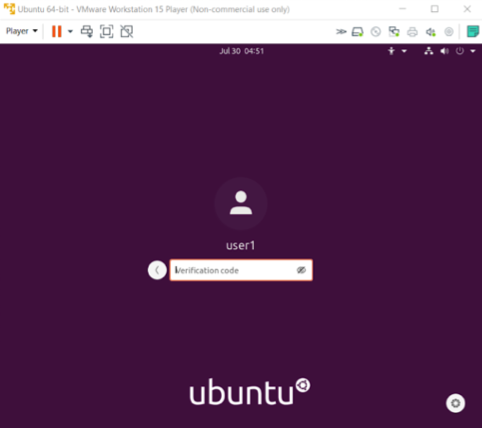 Ubuntu 64-bit - VMware Workstation 15 Player (Non-commercial use only)
Player
Jul 30 04:51
user1
Verification code
ubuntu